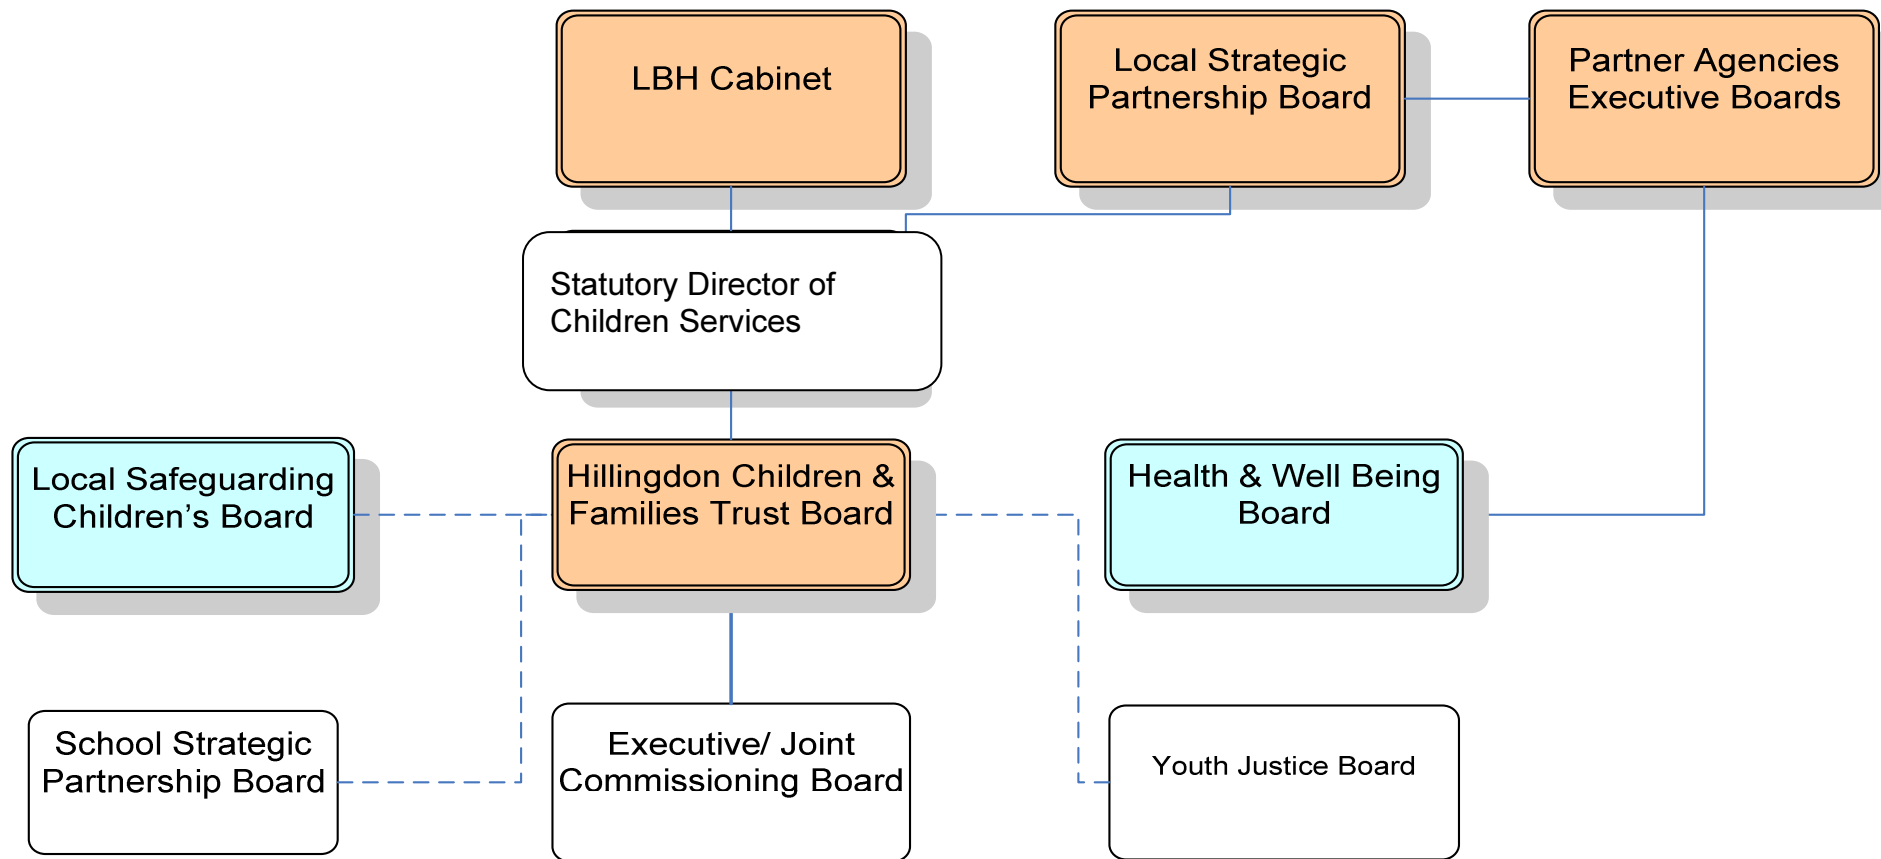 LBH Cabinet
Local Strategic
Partnership Board
Partner Agencies
Executive Boards
Statutory Director of
Children Services
Local Safeguarding
Children’s Board
Hillingdon Children &
Families Trust Board
Health & Well Being
Board
School Strategic
Partnership Board
Executive/ Joint
Commissioning Board
Youth Justice Board